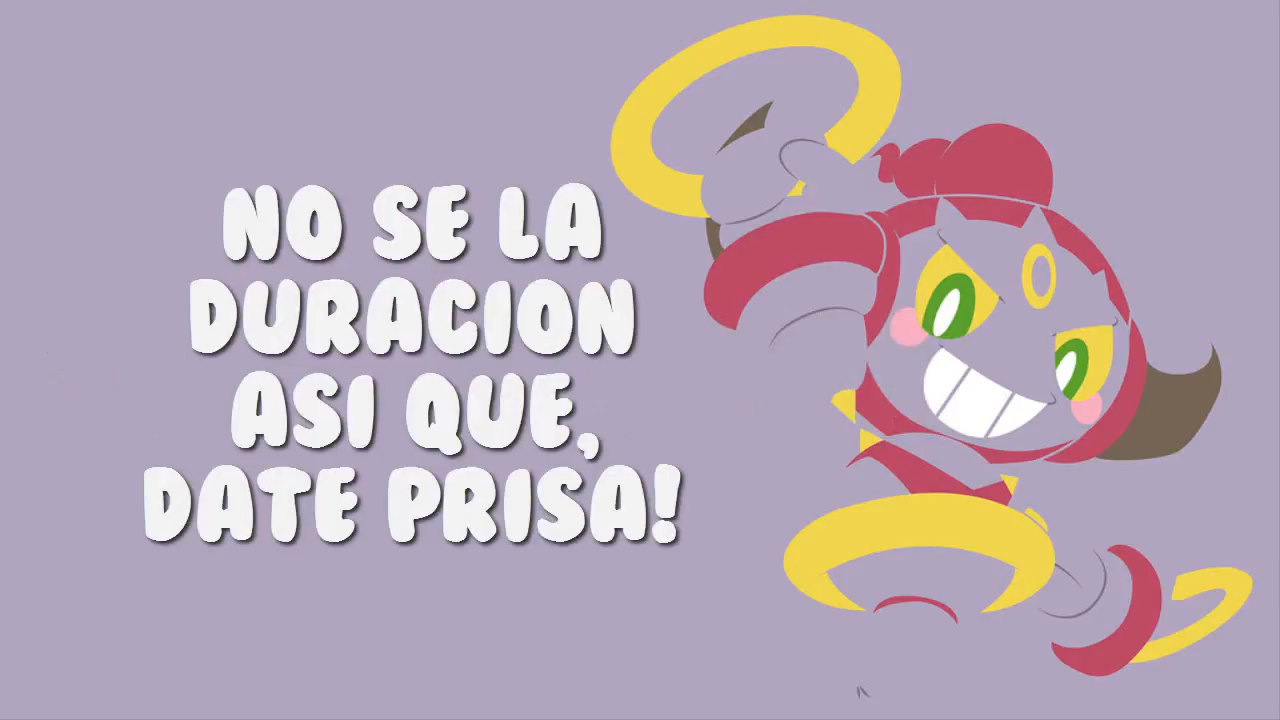 NO SE LA
DURACION
ASI QUE,
DATE PRISA!